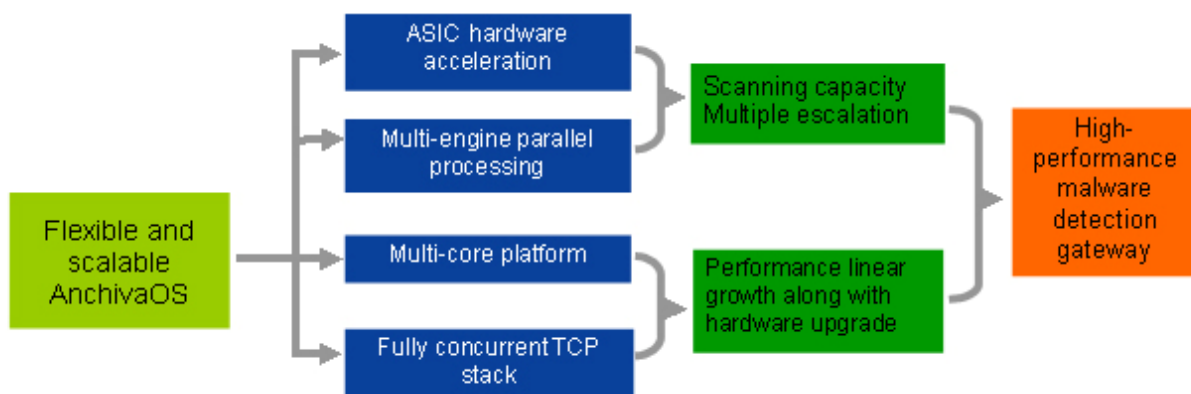 Flexible and
scalable
AnchivaOS
ASIC hardware
acceleration
Multi-engine parallel
processing
Multi-core platform
Fully concurrent TCP
stack
Scanning capacity
Multiple escalation
Performance linear
growth along with
hardware upgrade
High-
performance
malware
detection
gateway